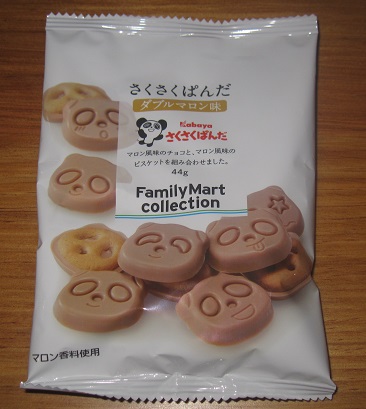 さくさくぱんだ
ダブルマロン味
Kabaya
さくさくぱんだ
マロン風味のチョコと、マロン風味の
ビスケットを組み合わせました。
44g
FamilyMart
collection
マロン香料使用